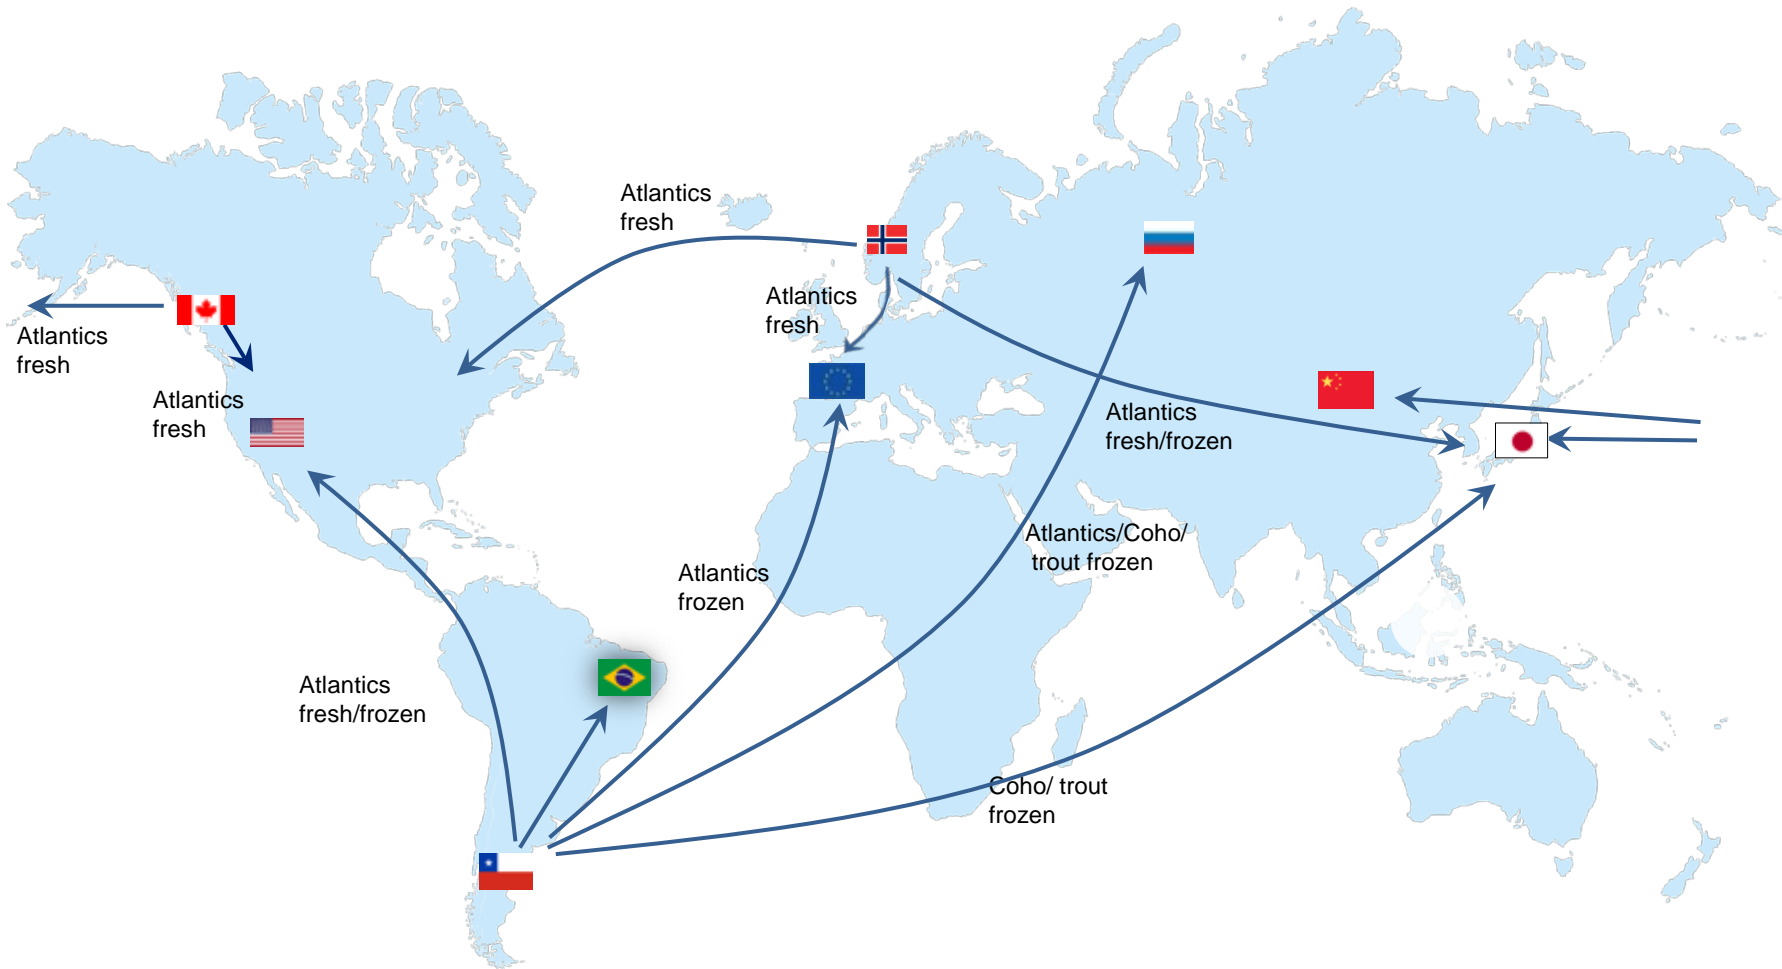 Atlantics
fresh
Atlantics
fresh
Atlantics
fresh
Atlantics
fresh
Atlantics
fresh/frozen
Atlantics/Coho/
trout frozen
Atlantics
frozen
Atlantics
fresh/frozen
Coho/ trout
frozen